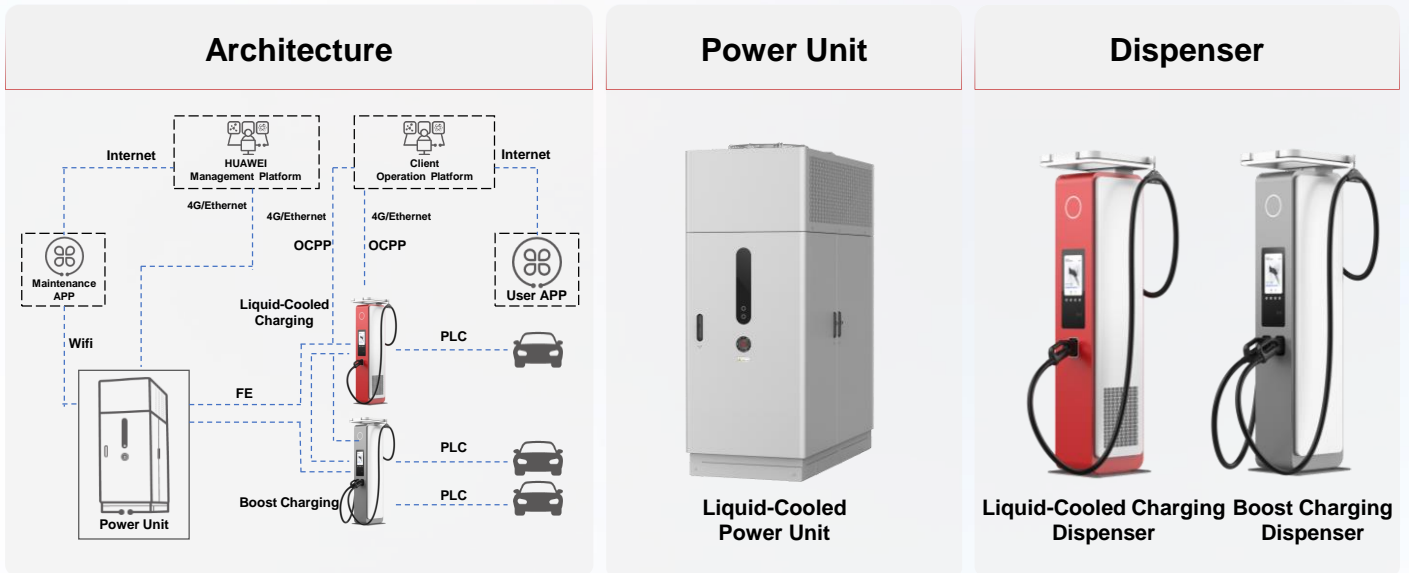 Architecture
Power Unit
Dispenser
Internet
HUAWEI
Management Platform
Client
Operation Platform
Internet
4G/Ethernet
4G/Ethernet
4G/Ethernet
OCPP
OCPP
Maintenance
APP
User APP
Liquid-Cooled
Charging
Wifi
PLC
FE
PLC
Boost Charging
PLC
Power Unit
Liquid-Cooled
Power Unit
Liquid-Cooled Charging
Dispenser
Boost Charging
Dispenser